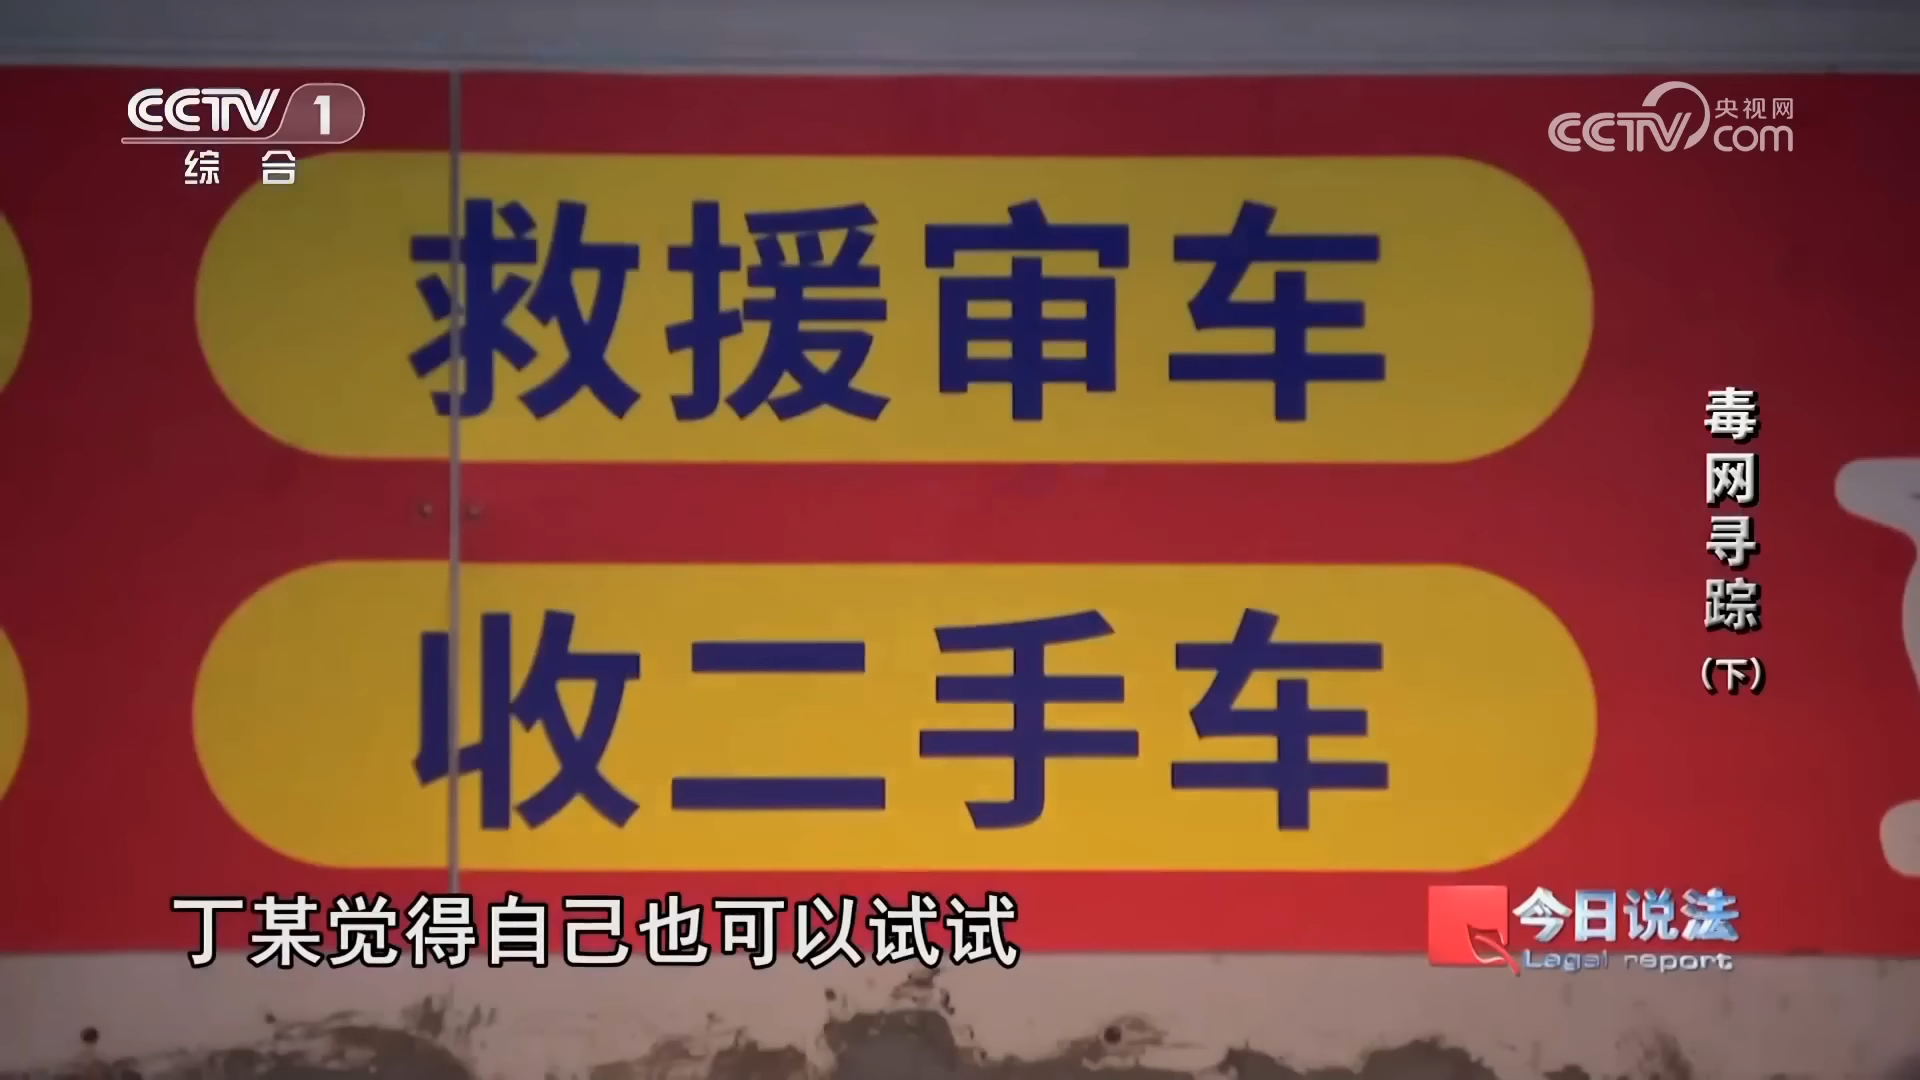 CCTV 1
综合
央视网
CCTV.com
救援审车
收二手车
毒网寻踪(下)
丁某觉得自己也可以试试
今日说法
Legal report